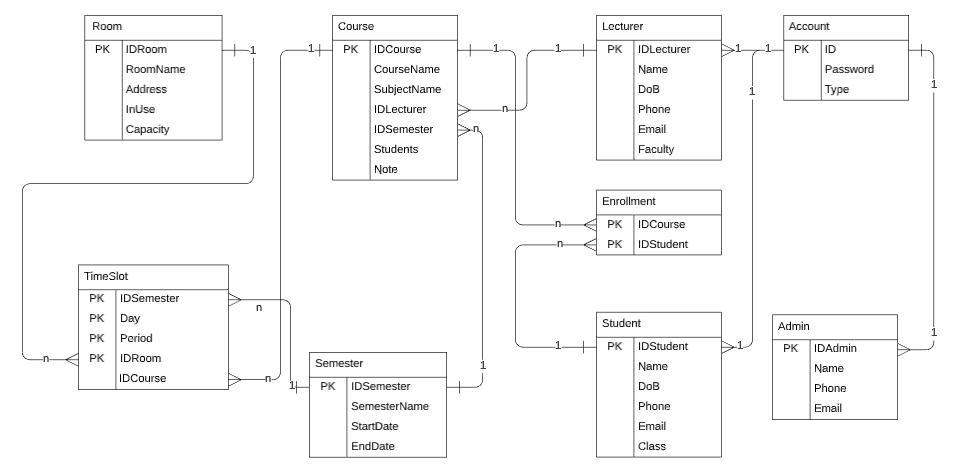 Room
PK IDRoom
RoomName
Address
InUse
Capacity
1
Course
1 PK IDCourse 1
CourseName
SubjectName
IDLecturer n
IDSemester n
Students
Note
Lecturer
1 PK IDLecturer 1
Name
DoB
Phone
Email
Faculty
Account
1 PK ID
Password
Type
1
1
Enrollment
n PK IDCourse
n PK IDStudent
TimeSlot
PK IDSemester
n
PK Day
PK Period
n PK IDRoom
IDCourse n
Semester
1 PK IDSemester
1
SemesterName
StartDate
EndDate
Student
1 PK IDStudent 1
Name
DoB
Phone
Email
Class
Admin
1
PK IDAdmin
Name
Phone
Email